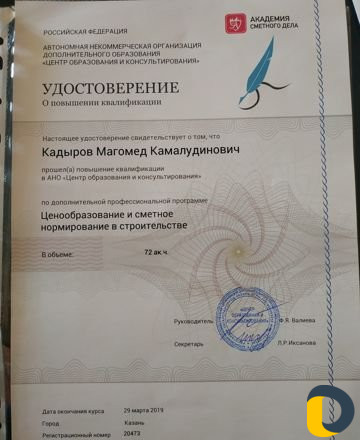 РОССИЙСКАЯ ФЕДЕРАЦИЯ
АКАДЕМИЯ
СМЕТНОГО ДЕЛА
АВТОНОМНАЯ НЕКОММЕРЧЕСКАЯ ОРГАНИЗАЦИЯ
ДОПОЛНИТЕЛЬНОГО ОБРАЗОВАНИЯ
«ЦЕНТР ОБРАЗОВАНИЯ И КОНСУЛЬТИРОВАНИЯ»
УДОСТОВЕРЕНИЕ
О повышении квалификации
Настоящее удостоверение свидетельствует о том, что
Кадыров Магомед Камалудинович
прошел(а) повышение квалификации
в АНО «Центр образования и консультирования»
по дополнительной профессиональной программе
Ценообразование и сметное
нормирование в строительстве
В объеме: 72 ак.ч.
Руководитель Ф.Я. Валиева
Секретарь Л.Р.Иксанова
Дата окончания курса 29 марта 2019
Город Казань
Регистрационный номер 20473